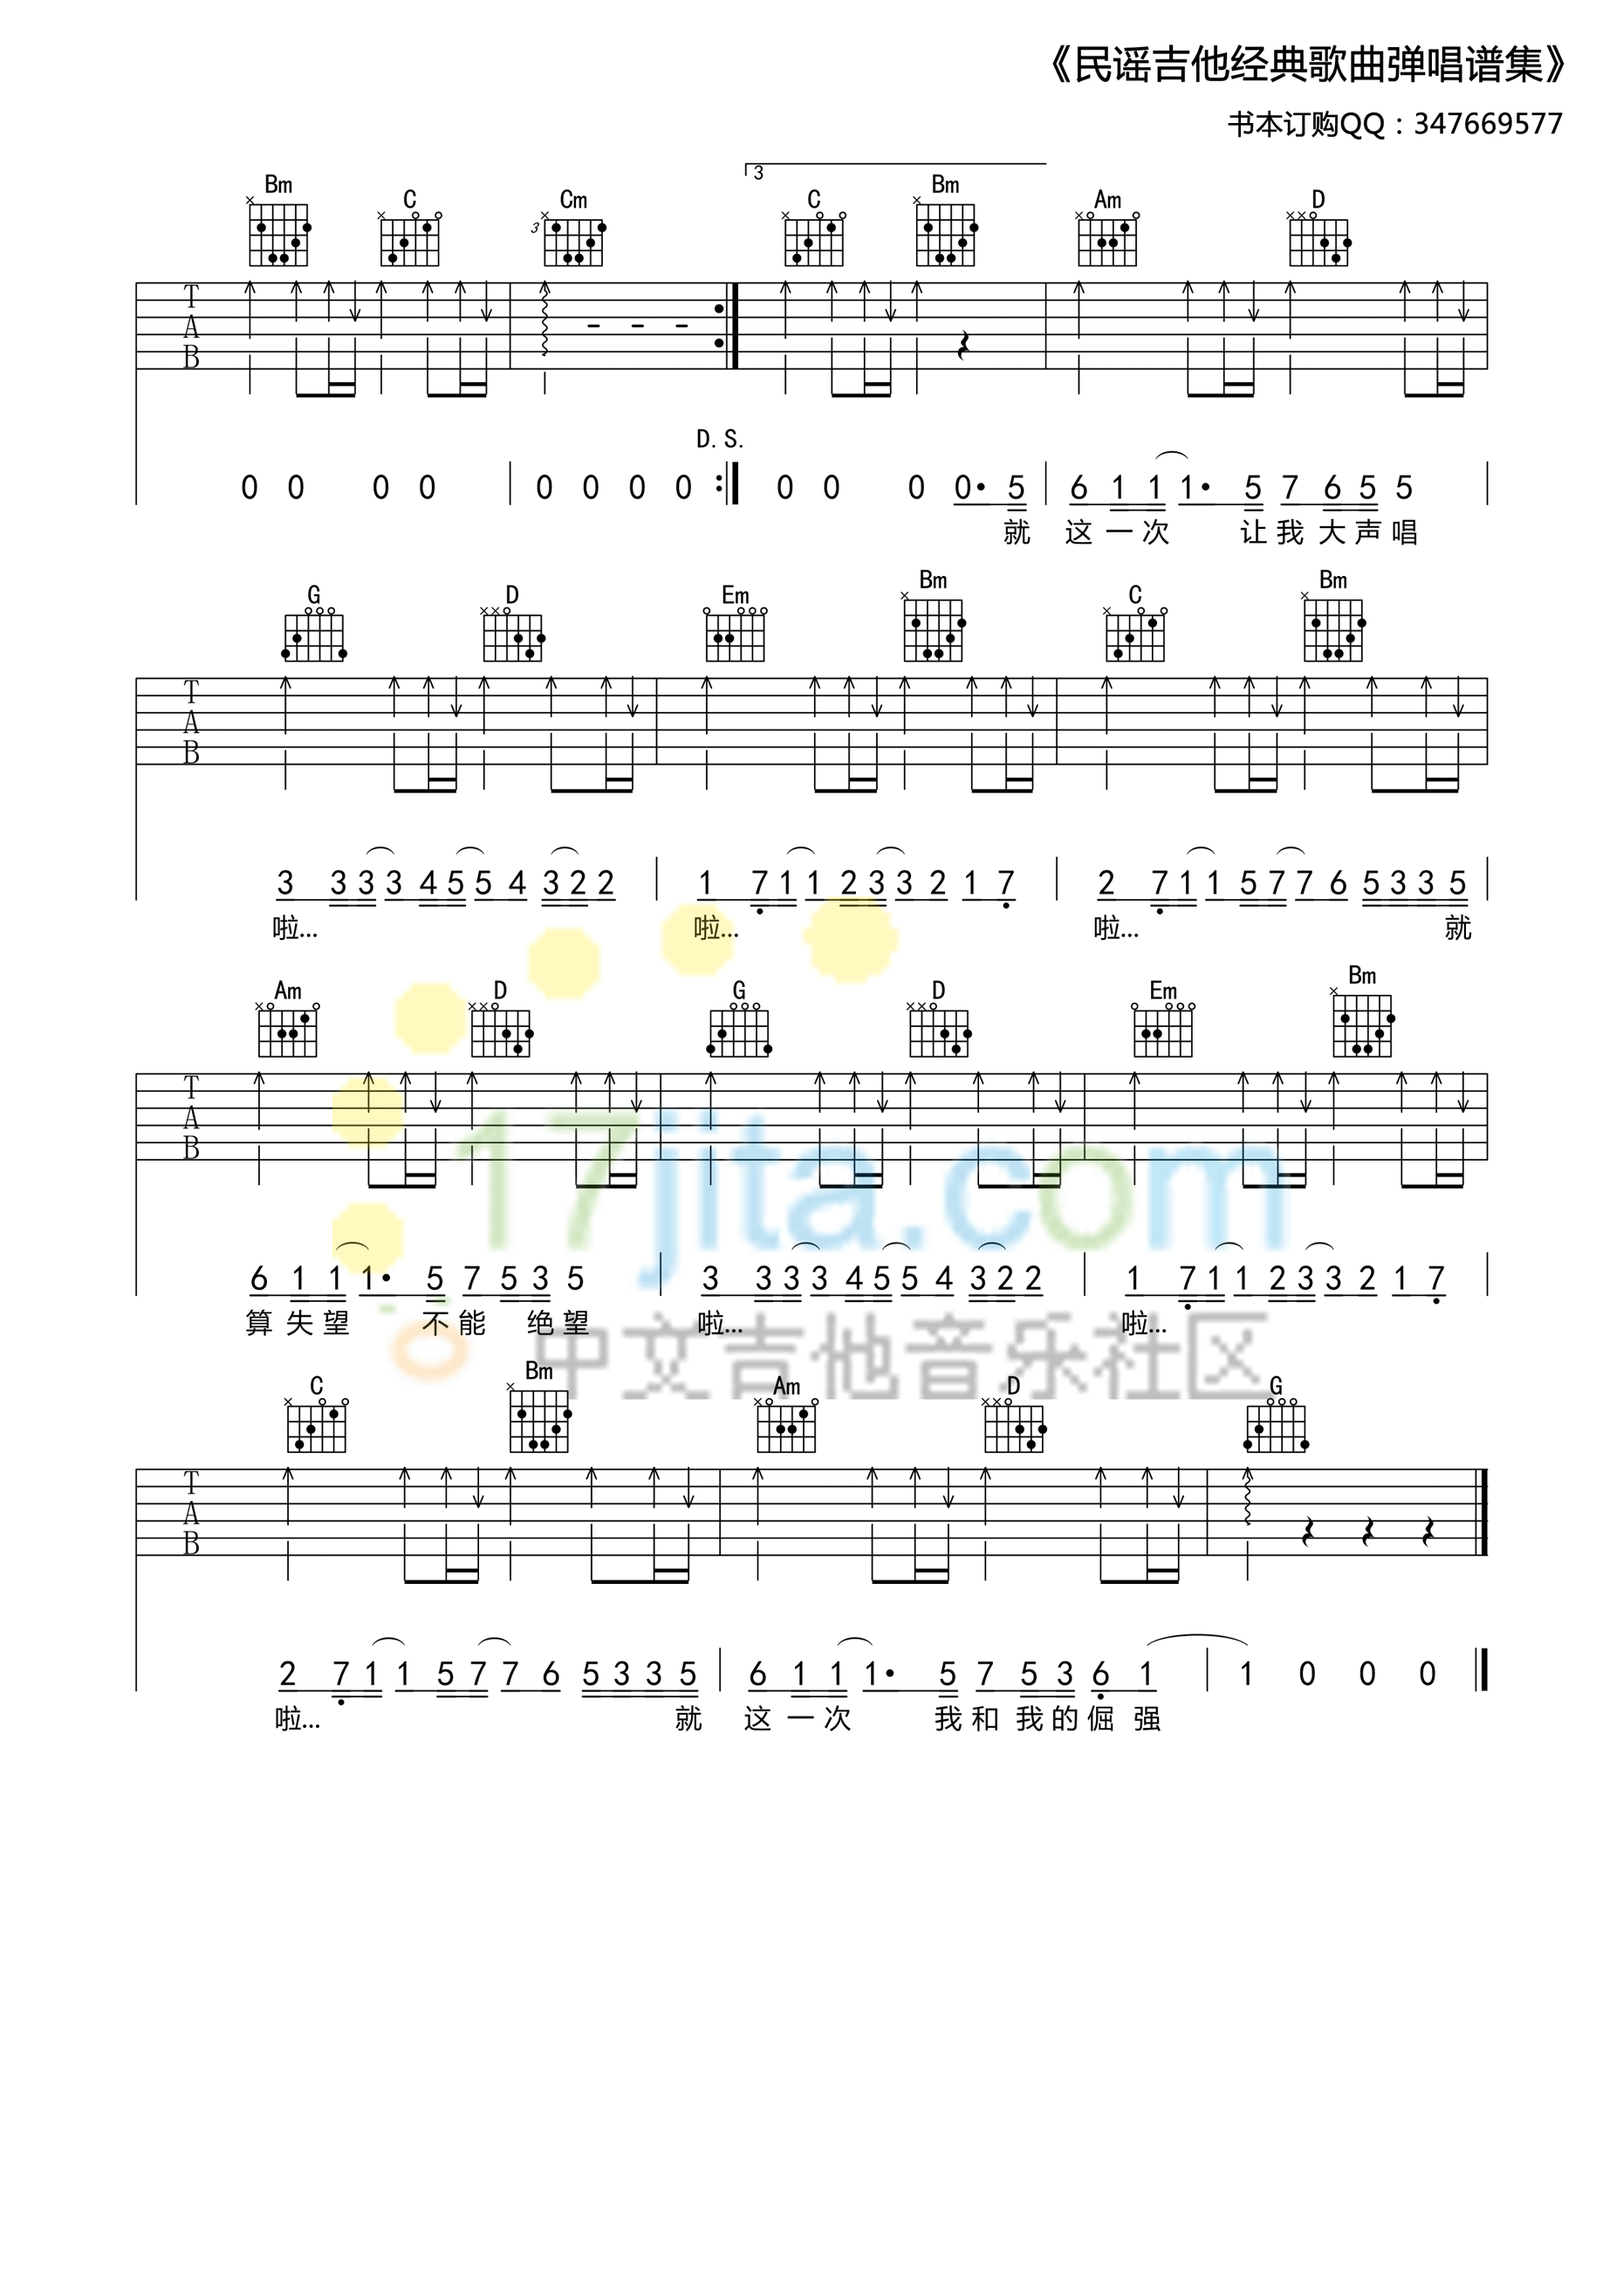 《民谣吉他经典歌曲弹唱谱集》
书本订购QQ：347669577
3
Bm C Cm C Bm Am D
3
T
A
B
D. S.
0 0 0 0 0 0 0 0 0 0 0 0• 5 6 1 1 1• 5 7 6 5 5
就 这 一 次 让 我 大 声 唱
G D Em Bm C Bm
T
A
B
3 3 3 3 4 5 5 4 3 2 2 1 7 1 1 2 3 3 2 1 7 2 7 1 1 5 7 7 6 5 3 3 5
啦... 啦... 啦... 就
Am D G D Em Bm
T
A
B
17jita.com
6 1 1 1• 5 7 5 3 5 3 3 3 3 4 5 5 4 3 2 2 1 7 1 1 2 3 3 2 1 7
算 失 望 不 能 绝 望 啦... 啦...
中文吉他音乐社区
C Bm Am D G
T
A
B
2 7 1 1 5 7 7 6 5 3 3 5 6 1 1 1• 5 7 5 3 6 1 1 0 0 0
啦... 就 这 一 次 我 和 我 的 倔 强